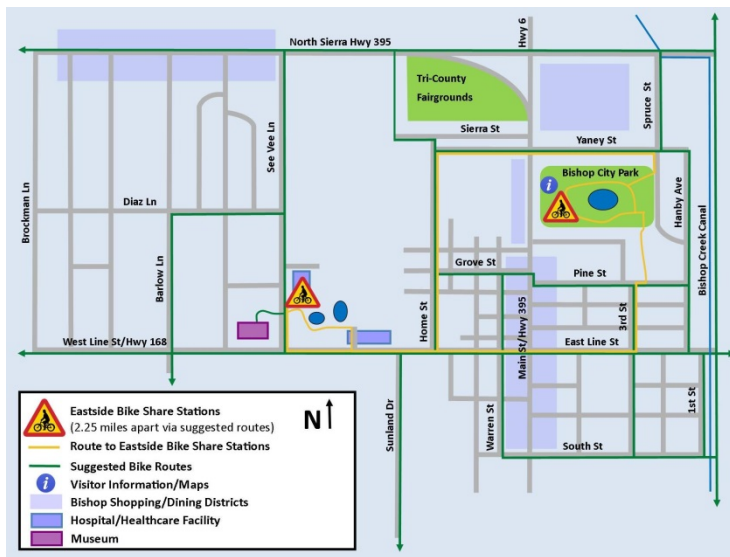 North Sierra Hwy 395
Hwy 6
Tri-County
Fairgrounds
Sierra St
Yaney St
Spruce St
See Vee Ln
Brockman Ln
Diaz Ln
Barlow Ln
i
Bishop City Park
Hanby Ave
Bishop Creek Canal
Grove St
Pine St
Home St
Main St/Hwy 395
3rd St
West Line St/Hwy 168
East Line St
Sunland Dr
Warren St
1st St
South St
Eastside Bike Share Stations
(2.25 miles apart via suggested routes)
N
Route to Eastside Bike Share Stations
Suggested Bike Routes
i
Visitor Information/Maps
Bishop Shopping/Dining Districts
Hospital/Healthcare Facility
Museum